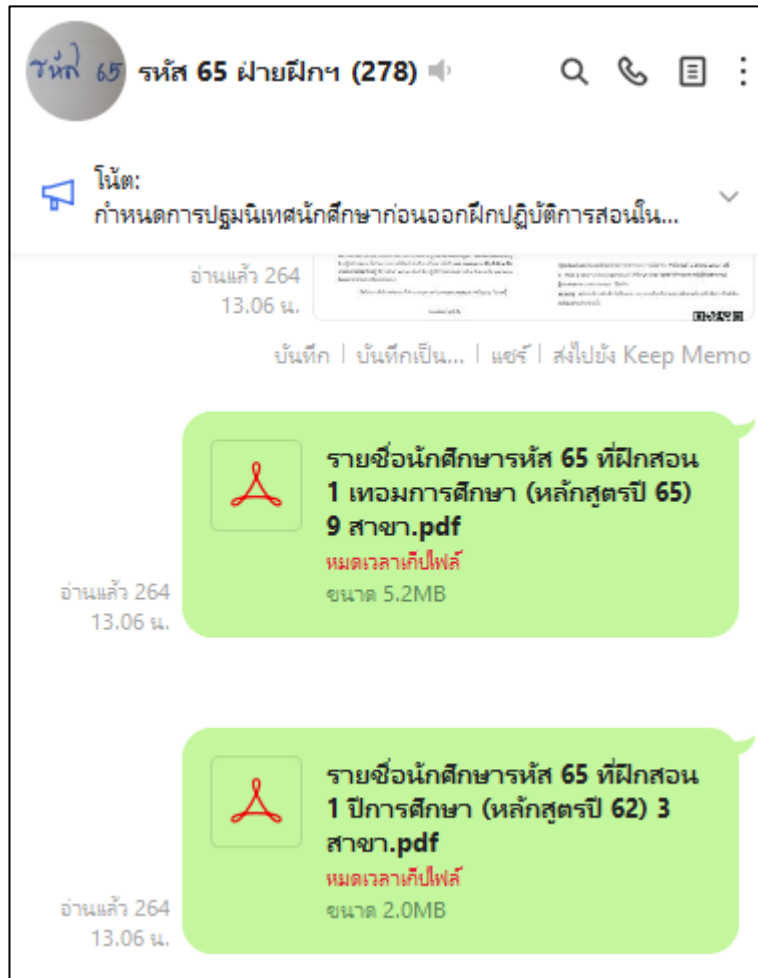 รหัส 65
รหัส 65 ฝ่ายฝึกฯ (278)
โน้ต:
กำหนดการปฐมนิเทศนักศึกษาก่อนออกฝึกปฏิบัติการสอนใน...
อ่านแล้ว 264
13.06 น.
บันทึก | บันทึกเป็น... | แชร์ | ส่งไปยัง Keep Memo
รายชื่อนักศึกษารหัส 65 ที่ฝึกสอน
1 เทอมการศึกษา (หลักสูตรปี 65)
9 สาขา.pdf
หมดเวลาเก็บไฟล์
ขนาด 5.2MB
อ่านแล้ว 264
13.06 น.
รายชื่อนักศึกษารหัส 65 ที่ฝึกสอน
1 ปีการศึกษา (หลักสูตรปี 62) 3
สาขา.pdf
หมดเวลาเก็บไฟล์
ขนาด 2.0MB
อ่านแล้ว 264
13.06 น.